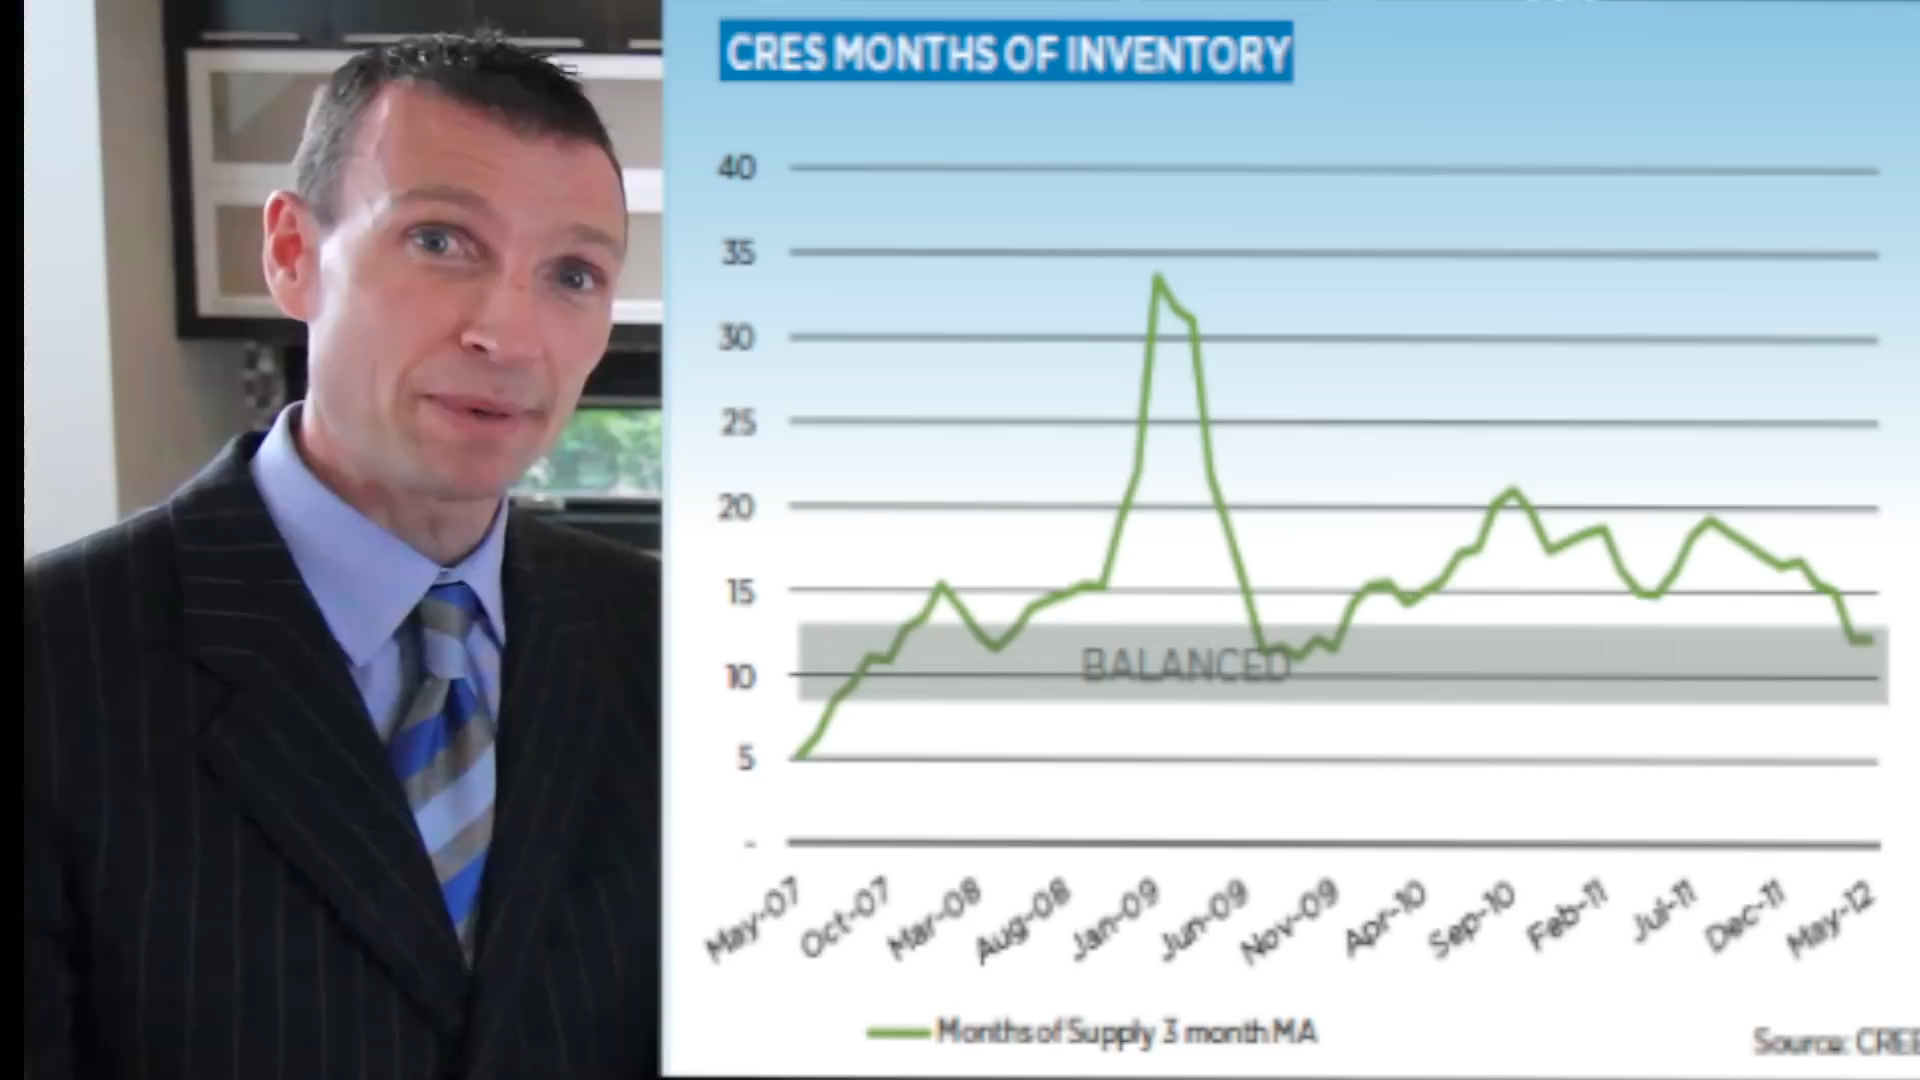 CRES MONTHS OF INVENTORY
40
35
30
25
20
15
BALANCED
10
5
-
May-07 Oct-07 Mar-08 Aug-08 Jan-09 Jun-09 Nov-09 Apr-10 Sep-10 Feb-11 Jul-11 Dec-11 May-12
Months of Supply 3 month MA
Source: CREB